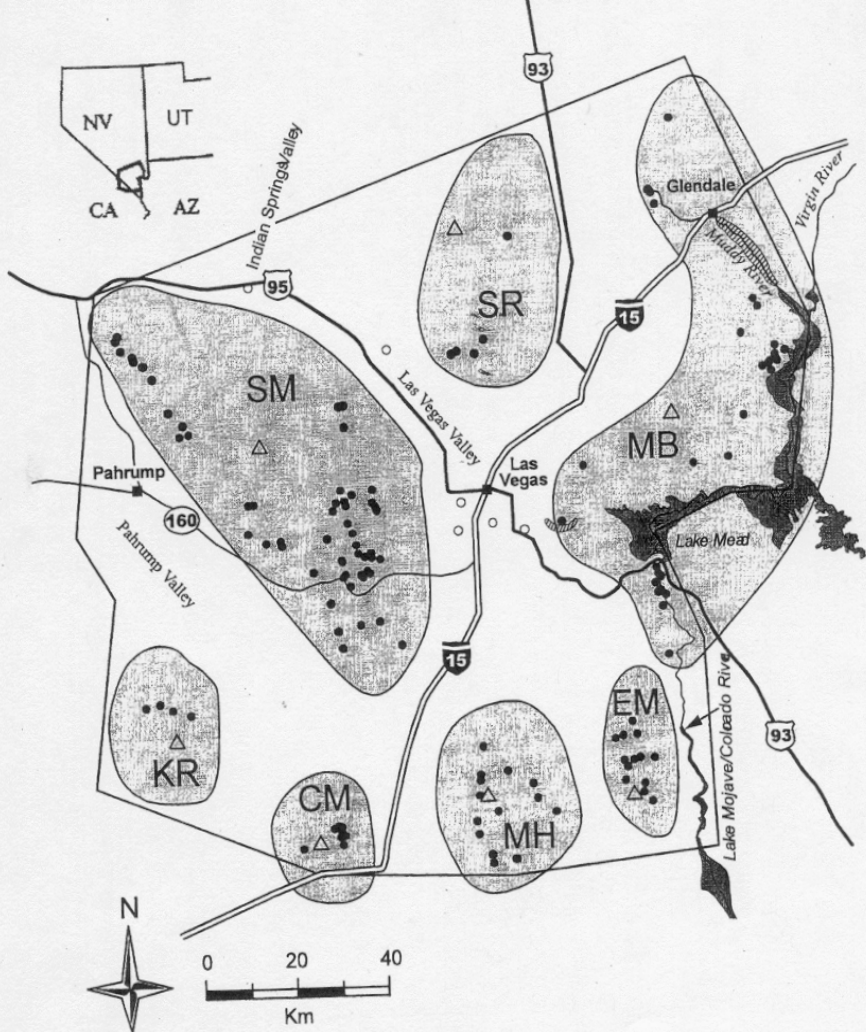 93
NV
UT
CA
AZ
Indian SpringsValley
Glendale
Virgin River
Muddy River
95
SR
15
SM
Las Vegas Valley
MB
Pahrump
Las
Vegas
160
Pahrump Valley
Lake Mead
15
EM
KR
CM
MH
Lake Mojave/Colorado River
93
N
0 20 40
Km